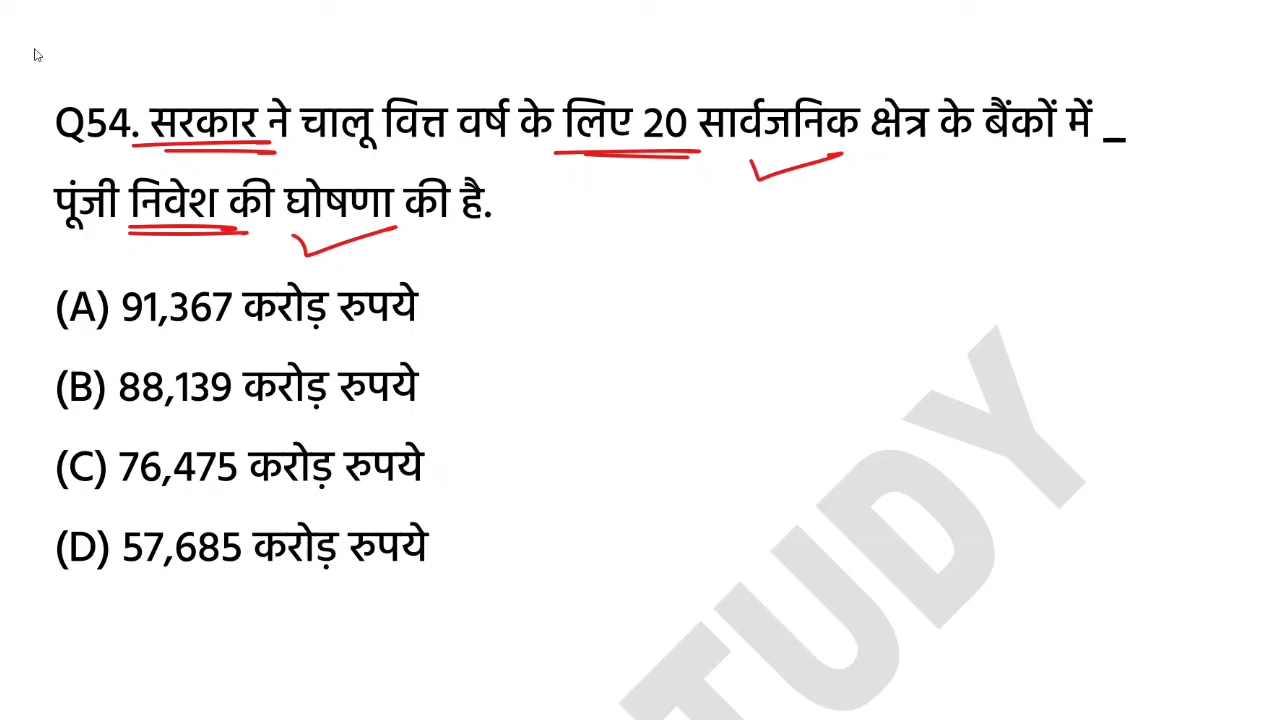 Q54. सरकार ने चालू वित्त वर्ष के लिए 20 सार्वजनिक क्षेत्र के बैंकों में _
पूंजी निवेश की घोषणा की है.
(A) 91,367 करोड़ रुपये
(B) 88,139 करोड़ रुपये
(C) 76,475 करोड़ रुपये
(D) 57,685 करोड़ रुपये
TUDY